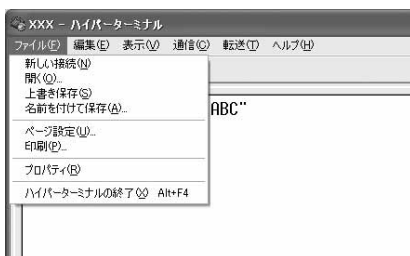 XXX - ハイパーターミナル
ファイル(F) 編集(E) 表示(V) 通信(C) 転送(T) ヘルプ(H)
新しい接続(N)
開く(O)...
上書き保存(S)
名前を付けて保存(A)...
ABC"
ページ設定(U)...
印刷(P)...
プロパティ(R)
ハイパーターミナルの終了(X) Alt+F4